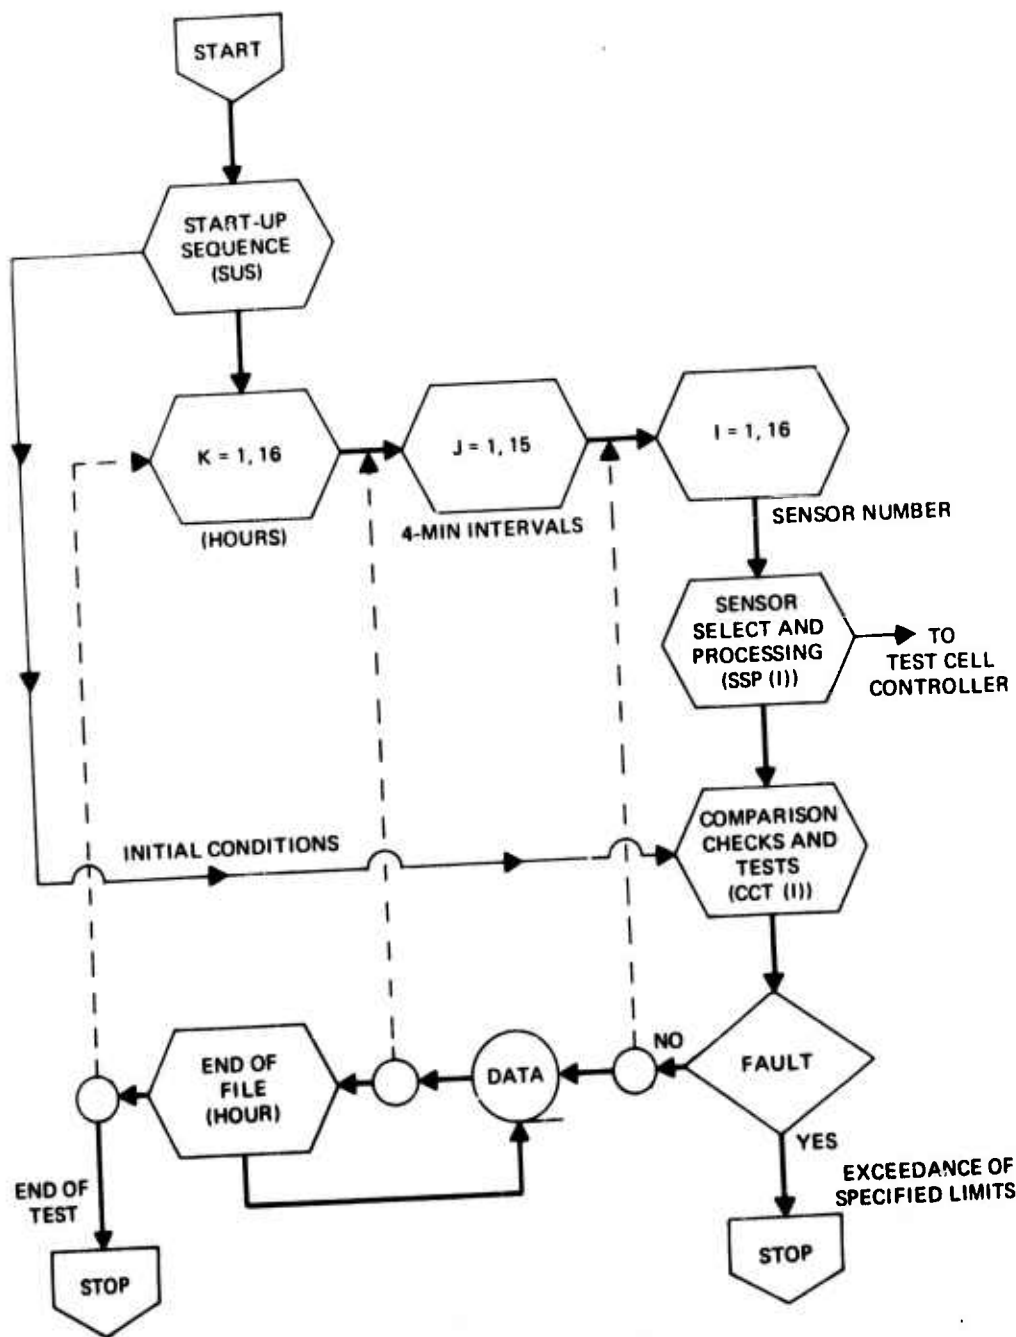 START
START-UP
SEQUENCE
(SUS)
K = 1, 16
(HOURS)
J = 1, 15
4-MIN INTERVALS
I = 1, 16
SENSOR NUMBER
SENSOR
SELECT AND
PROCESSING
(SSP (I))
TO
TEST CELL
CONTROLLER
INITIAL CONDITIONS
COMPARISON
CHECKS AND
TESTS
(CCT (I))
FAULT
NO
DATA
END OF
FILE
(HOUR)
YES
EXCEEDANCE OF
SPECIFIED LIMITS
END OF
TEST
STOP
STOP